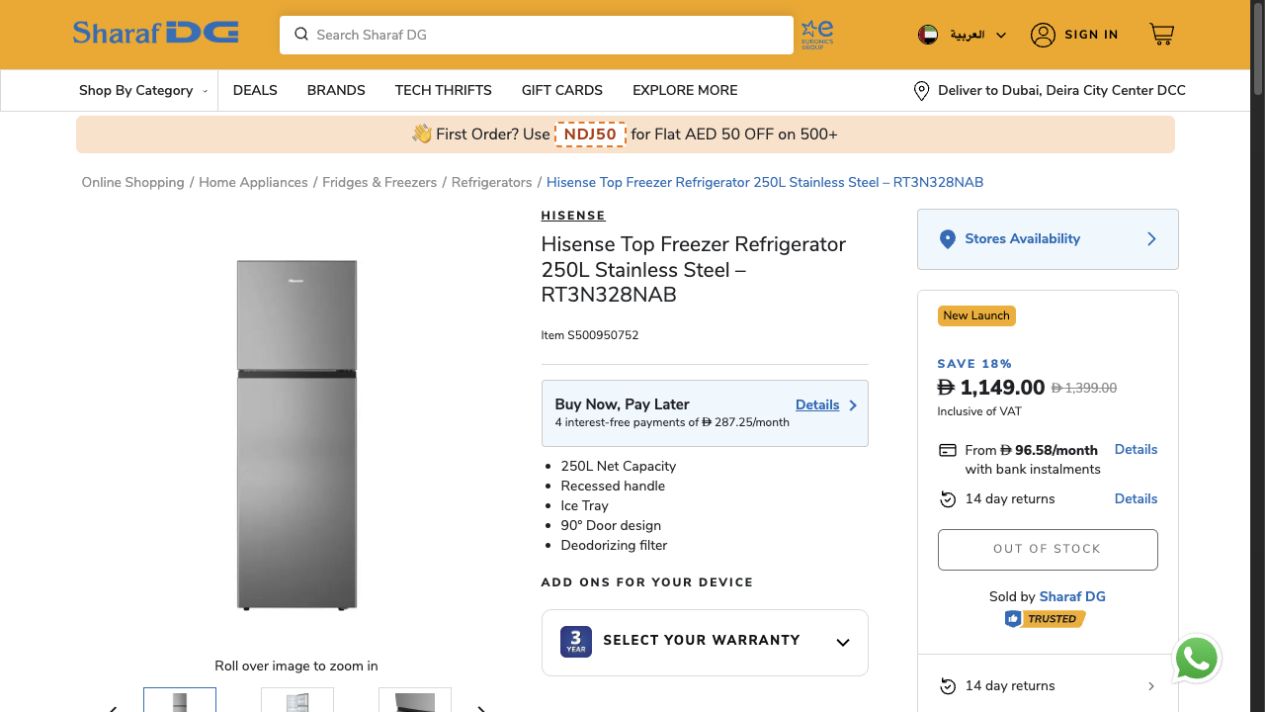 Sharaf DG
Search Sharaf DG
EURONICS
GROUP
العربية
SIGN IN
Shop By Category
DEALS
BRANDS
TECH THRIFTS
GIFT CARDS
EXPLORE MORE
Deliver to Dubai, Deira City Center DCC
👋 First Order? Use NDJ50 for Flat AED 50 OFF on 500+
Online Shopping / Home Appliances / Fridges & Freezers / Refrigerators / Hisense Top Freezer Refrigerator 250L Stainless Steel – RT3N328NAB
Hisense
Roll over image to zoom in
HISENSE
Hisense Top Freezer Refrigerator
250L Stainless Steel –
RT3N328NAB
Item S500950752
Buy Now, Pay Later
Details
4 interest-free payments of AED 287.25/month
• 250L Net Capacity
• Recessed handle
• Ice Tray
• 90° Door design
• Deodorizing filter
ADD ONS FOR YOUR DEVICE
3
YEAR
SELECT YOUR WARRANTY
Stores Availability
New Launch
SAVE 18%
1,149.00 1,399.00
Inclusive of VAT
From 96.58/month
Details
with bank instalments
14 day returns
Details
OUT OF STOCK
Sold by Sharaf DG
TRUSTED
14 day returns